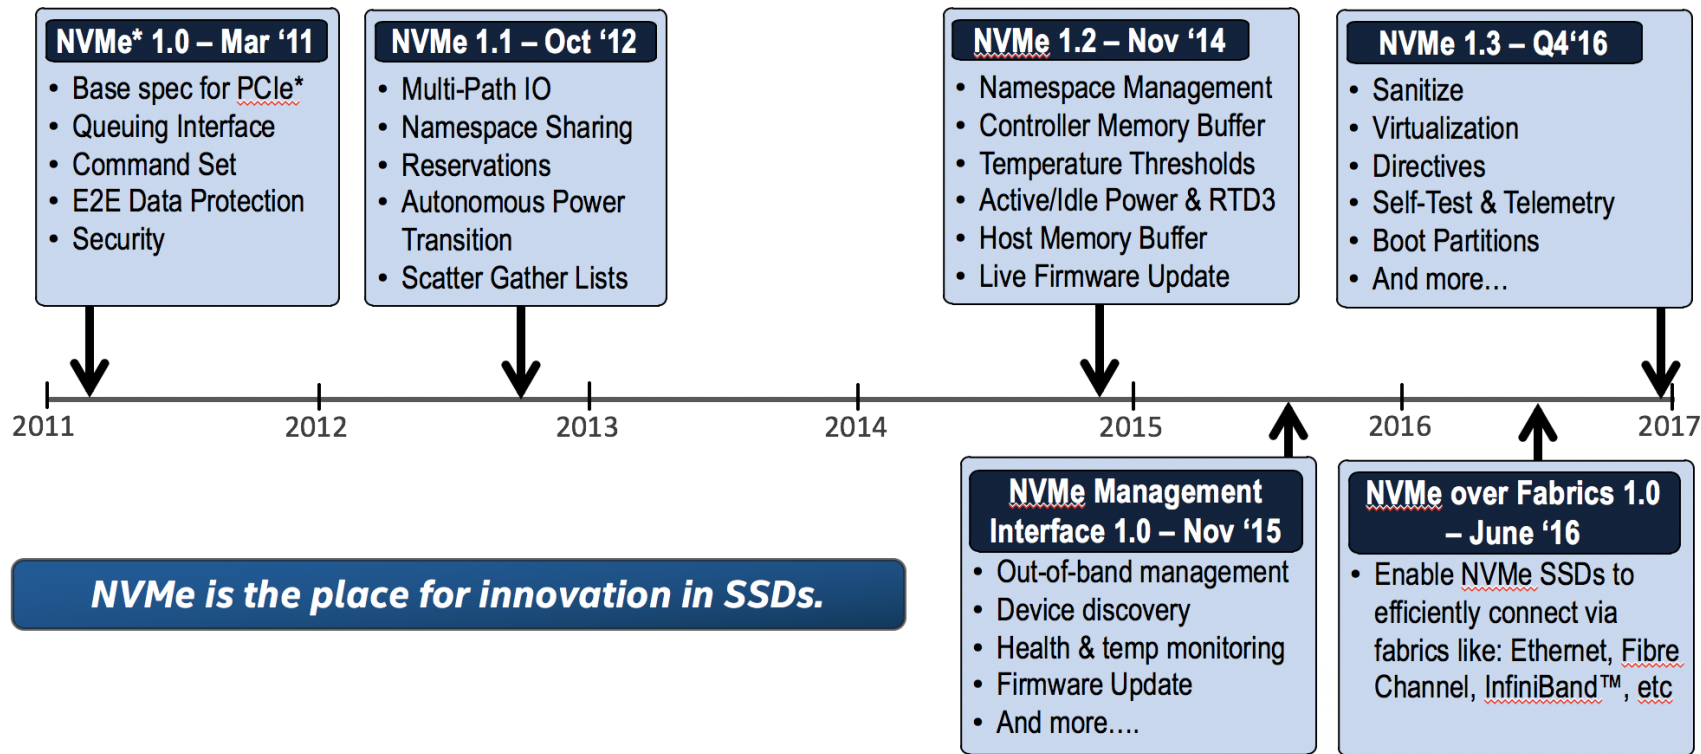 NVMe* 1.0 – Mar ‘11
• Base spec for PCIe*
• Queuing Interface
• Command Set
• E2E Data Protection
• Security
NVMe 1.1 – Oct ‘12
• Multi-Path IO
• Namespace Sharing
• Reservations
• Autonomous Power
Transition
• Scatter Gather Lists
NVMe 1.2 – Nov ‘14
• Namespace Management
• Controller Memory Buffer
• Temperature Thresholds
• Active/Idle Power & RTD3
• Host Memory Buffer
• Live Firmware Update
NVMe 1.3 – Q4‘16
• Sanitize
• Virtualization
• Directives
• Self-Test & Telemetry
• Boot Partitions
• And more…
2011 2012 2013 2014 2015 2016 2017
NVMe is the place for innovation in SSDs.
NVMe Management
Interface 1.0 – Nov ‘15
• Out-of-band management
• Device discovery
• Health & temp monitoring
• Firmware Update
• And more….
NVMe over Fabrics 1.0
– June ‘16
• Enable NVMe SSDs to
efficiently connect via
fabrics like: Ethernet, Fibre
Channel, InfiniBand™, etc